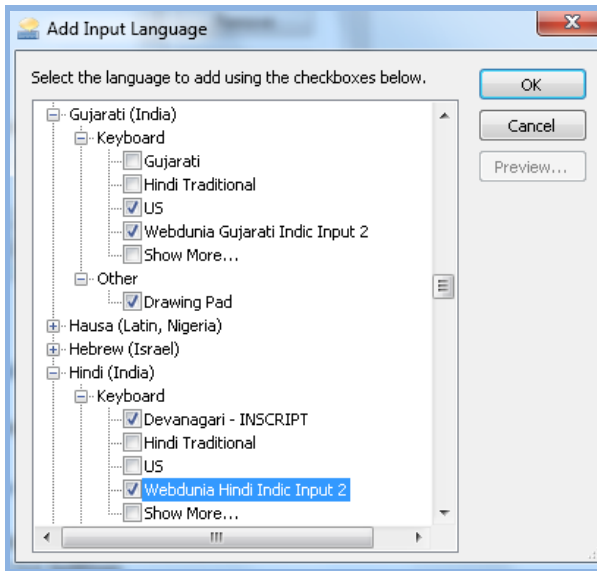 Add Input Language
Select the language to add using the checkboxes below.
OK
Cancel
Preview...
Gujarati (India)
Keyboard
Gujarati
Hindi Traditional
US
Webdunia Gujarati Indic Input 2
Show More...
Other
Drawing Pad
Hausa (Latin, Nigeria)
Hebrew (Israel)
Hindi (India)
Keyboard
Devanagari - INSCRIPT
Hindi Traditional
US
Webdunia Hindi Indic Input 2
Show More...